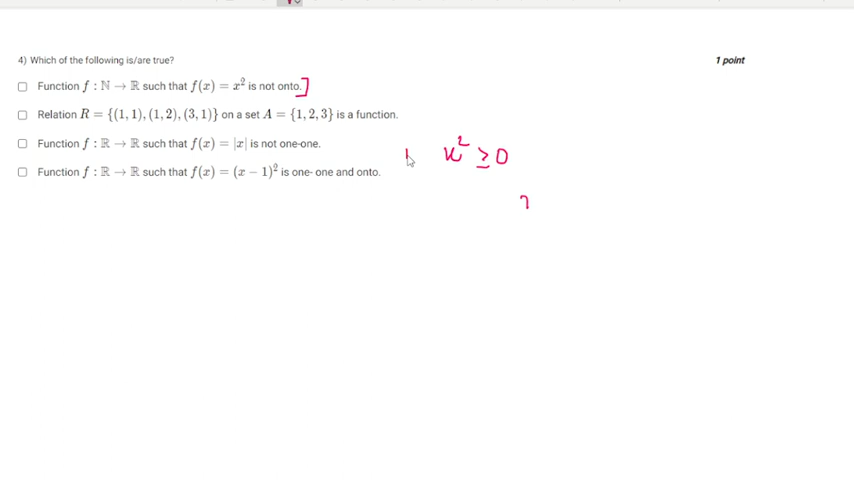 4) Which of the following is/are true?
1 point
Function f : ℕ → ℝ such that f(x) = x² is not onto.
Relation R = {(1, 1), (1, 2), (3, 1)} on a set A = {1, 2, 3} is a function.
Function f : ℝ → ℝ such that f(x) = |x| is not one-one.
x² ≥ 0
Function f : ℝ → ℝ such that f(x) = (x − 1)² is one- one and onto.